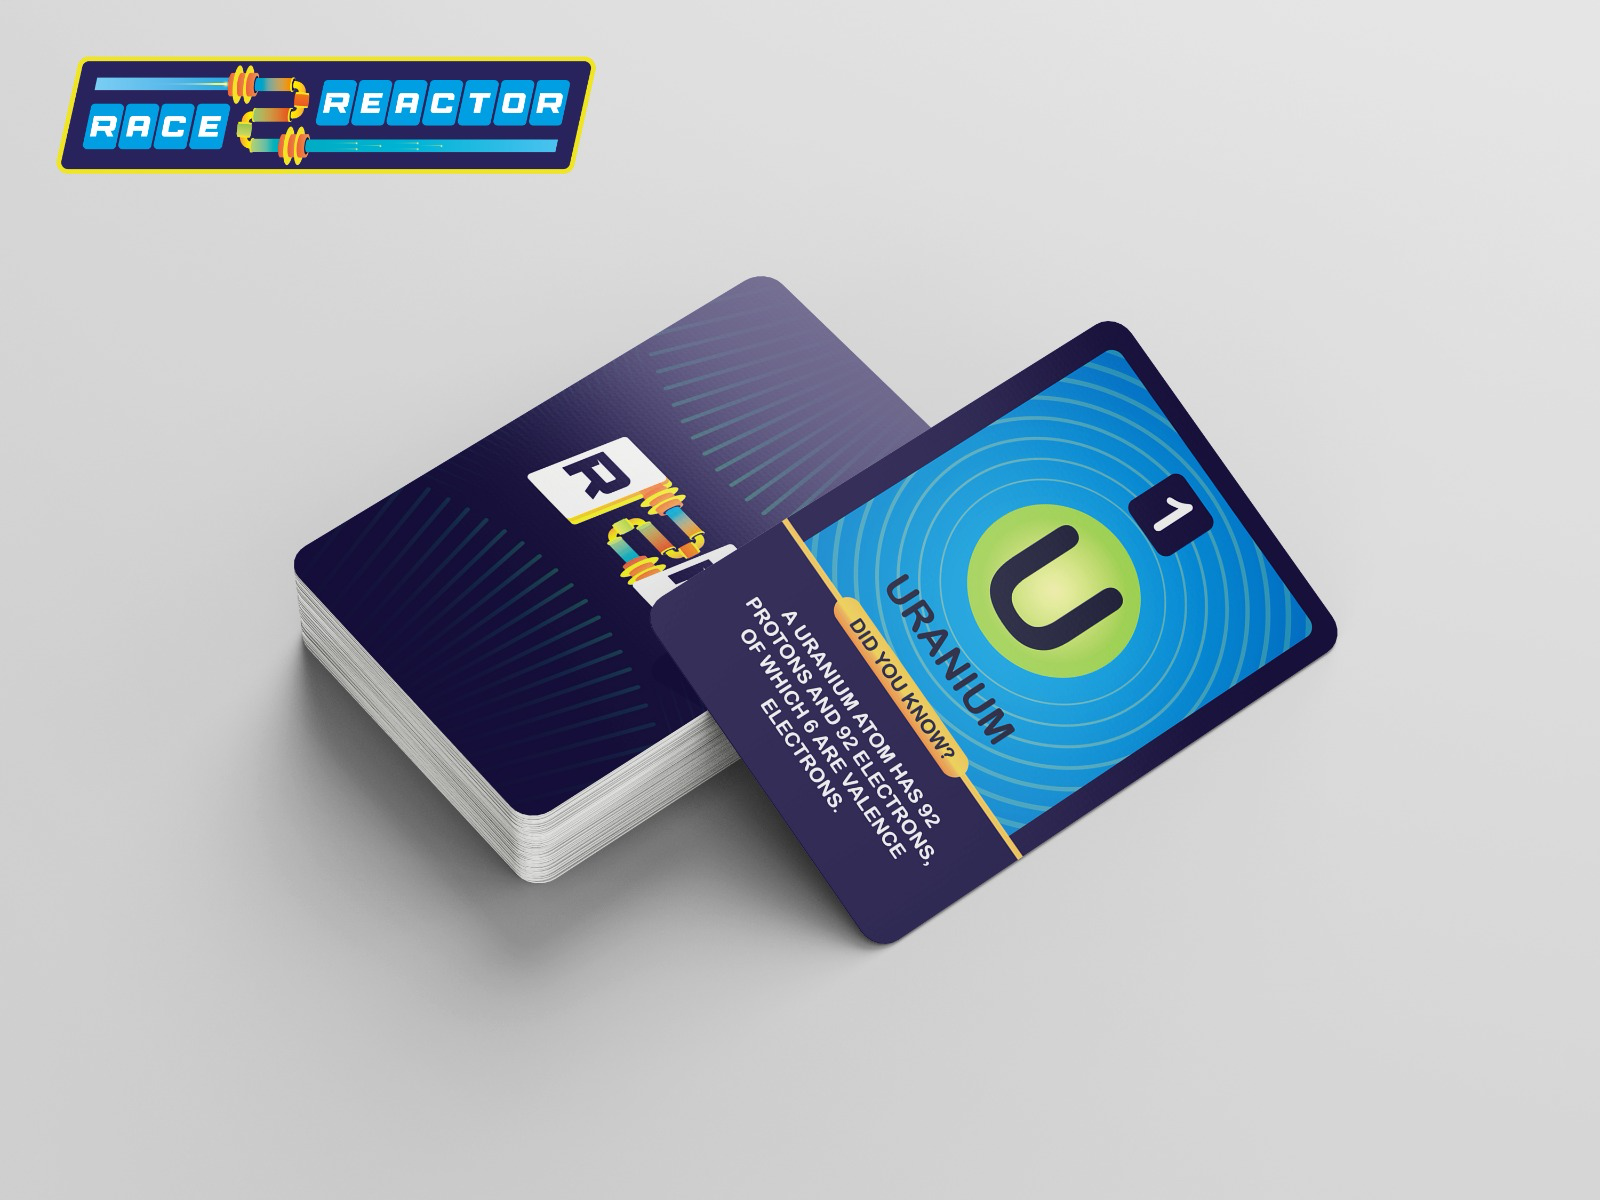 RACE 2 REACTOR
R2R
1
U
URANIUM
DID YOU KNOW?
A URANIUM ATOM HAS 92
PROTONS AND 92 ELECTRONS,
OF WHICH 6 ARE VALENCE
ELECTRONS.